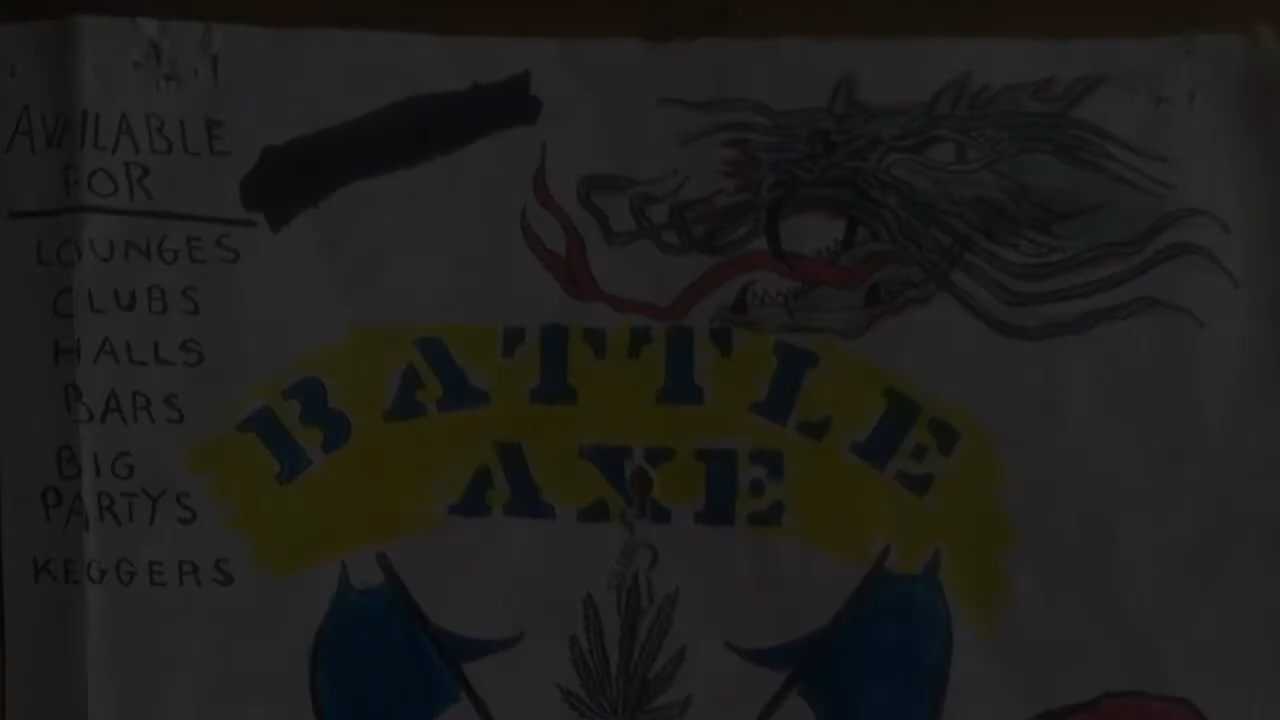 AVAILABLE
FOR
LOUNGES
CLUBS
HALLS
BARS
BIG
PARTYS
KEGGERS
BATTLE
AXE